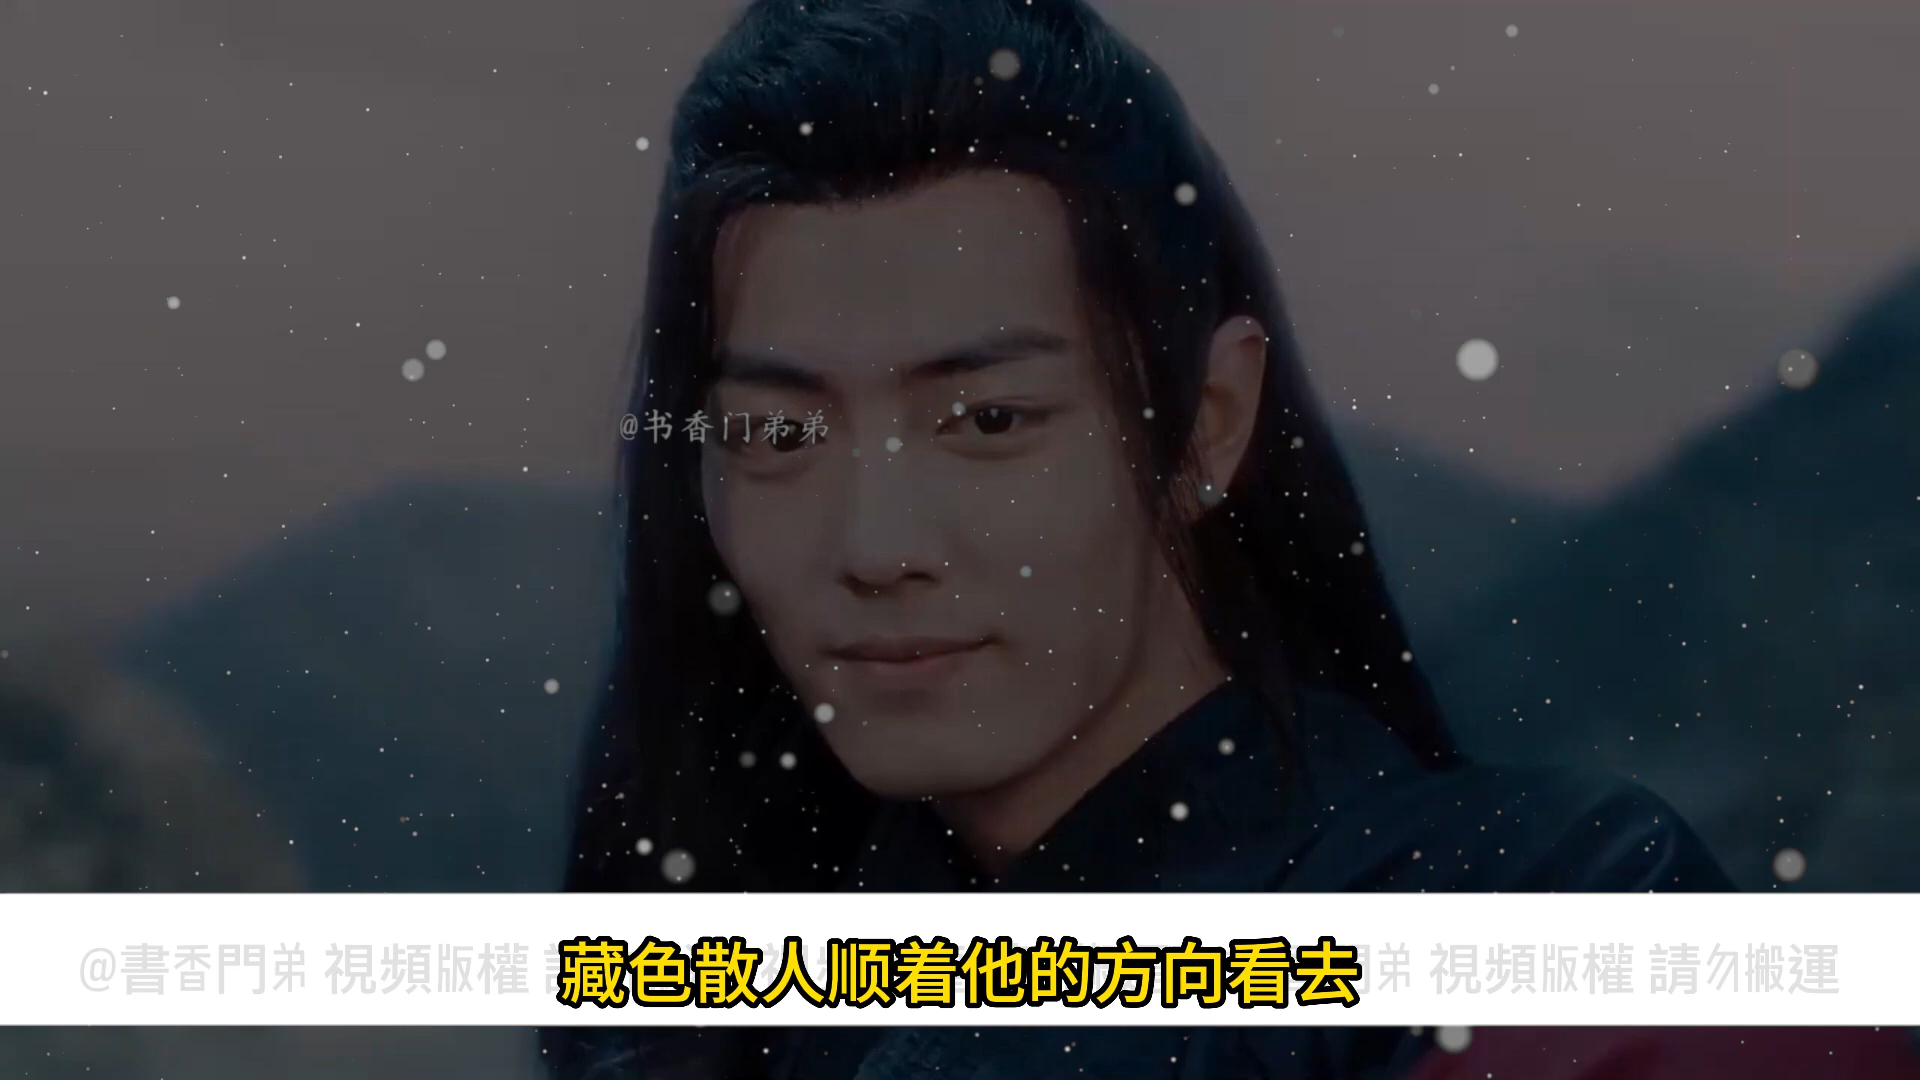 @书香门弟弟
@書香門弟 視頻版權
藏色散人顺着他的方向看去
弟 視頻版權 請勿搬運